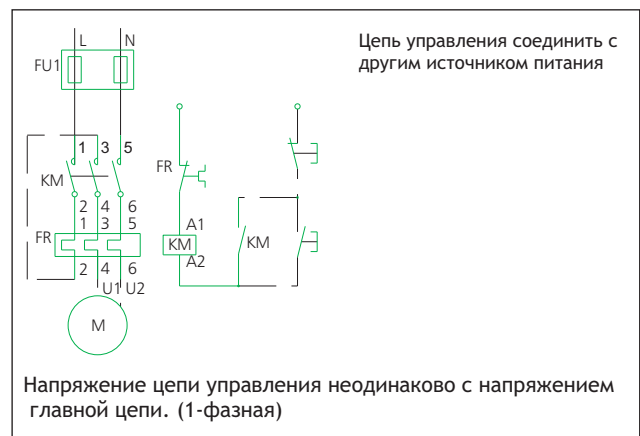 L N
FU1
Цепь управления соединить с
другим источником питания
1 3 5
KM
2 4 6
FR
1 3 5
2 4 6
U1 U2
M
FR
A1
KM
A2
KM
Напряжение цепи управления неодинаково с напряжением
главной цепи. (1-фазная)